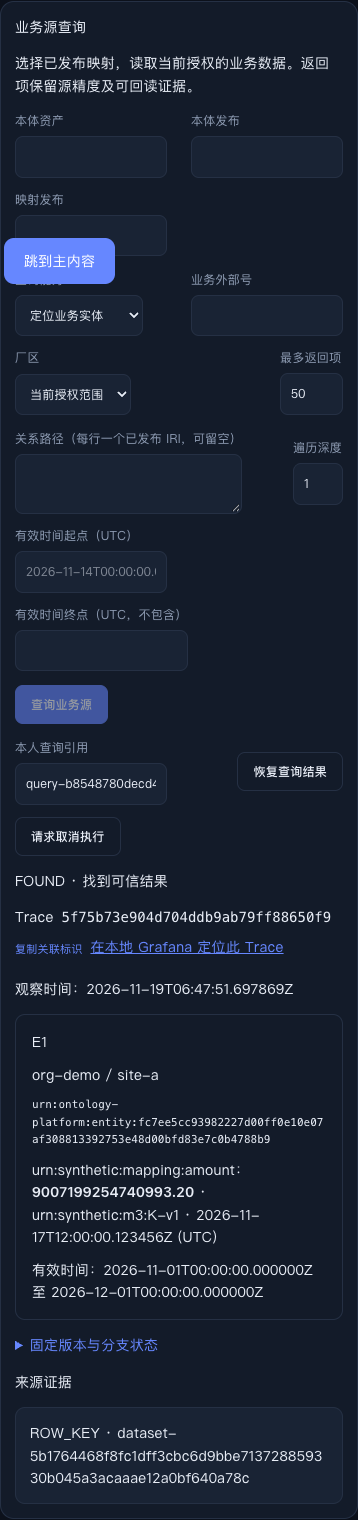 业务源查询
选择已发布映射，读取当前授权的业务数据。返回
项保留源精度及可回读证据。
本体资产
本体发布
映射发布
跳到主内容
定位业务实体
业务外部号
厂区
最多返回项
当前授权范围
50
关系路径（每行一个已发布 IRI，可留空）
遍历深度
1
有效时间起点（UTC）
2026-11-14T00:00:00.
有效时间终点（UTC，不包含）
查询业务源
本人查询引用
query-b8548780decd4
恢复查询结果
请求取消执行
FOUND · 找到可信结果
Trace 5f75b73e904d704ddb9ab79ff88650f9
复制关联标识 在本地 Grafana 定位此 Trace
观察时间：2026-11-19T06:47:51.697869Z
E1
org-demo / site-a
urn:ontology-
platform:entity:fc7ee5cc93982227d00ff0e10e07
af308813392753e48d00bfd83e7c0b4788b9
urn:synthetic:mapping:amount：
9007199254740993.20 ·
urn:synthetic:m3:K-v1 · 2026-11-
17T12:00:00.123456Z (UTC)
有效时间：2026-11-01T00:00:00.000000Z
至 2026-12-01T00:00:00.000000Z
固定版本与分支状态
来源证据
ROW_KEY · dataset-
5b1764468f8fc1dff3cbc6d9bbe7137288593
30b045a3acaaae12a0bf640a78c